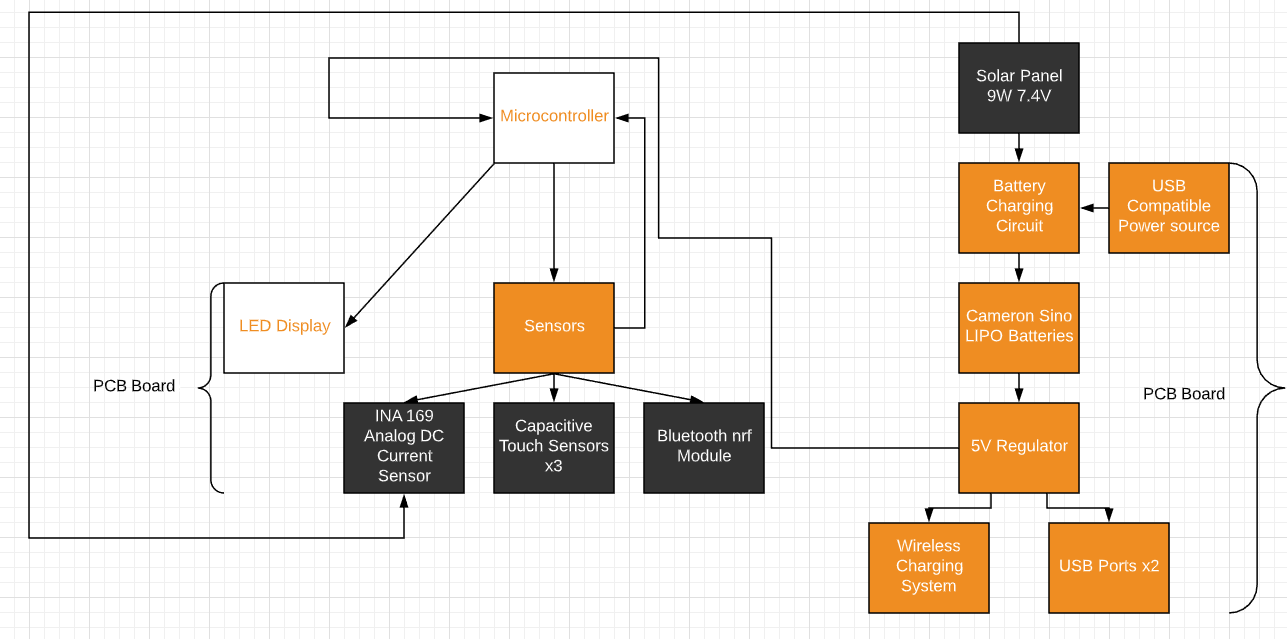 Solar Panel
9W 7.4V
Microcontroller
Battery
Charging
Circuit
USB
Compatible
Power source
LED Display
Sensors
Cameron Sino
LIPO Batteries
PCB Board
PCB Board
INA 169
Analog DC
Current
Sensor
Capacitive
Touch Sensors
x3
Bluetooth nrf
Module
5V Regulator
Wireless
Charging
System
USB Ports x2